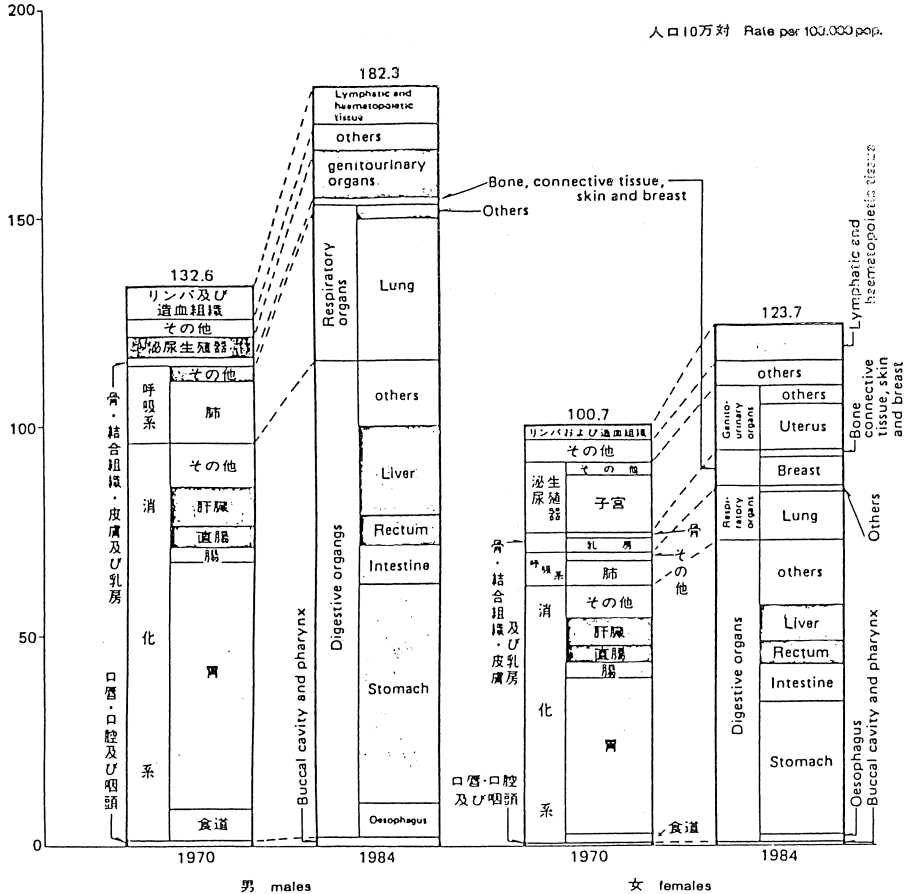 200
150
100
50
0
人口10万対 Rate per 100,000 pop.
132.6
リンパ及び
造血組織
その他
泌尿生殖器
呼吸系
その他
肺
消化系
その他
肝臓
直腸
腸
胃
食道
骨・結合組織・皮膚及び乳房
口唇・口腔及び咽頭
1970
182.3
Lymphatic and
haematopoietic
tissue
others
genitourinary
organs.
Bone, connective tissue,
skin and breast
Others
Respiratory
organs
Lung
Digestive organgs
others
Liver
Rectum
Intestine
Stomach
Oesophagus
Buccal cavity and pharynx
1984
男 males
100.7
リンパおよび造血組織
その他
泌尿生殖器
その他
子宮
骨
乳房
その他
呼吸系
肺
消化系
その他
肝臓
直腸
腸
胃
食道
骨・結合組織・皮膚
及び乳房
口唇・口腔
及び咽頭
1970
123.7
Lymphatic and
haematopoietic tissue
others
Genito-
urinary
organs
others
Uterus
Bone
connective
tissue, skin
and breast
Breast
Respi-
ratory
organs
Lung
Others
Digestive organs
others
Liver
Rectum
Intestine
Stomach
Oesophagus
Buccal cavity and pharynx
1984
女 females